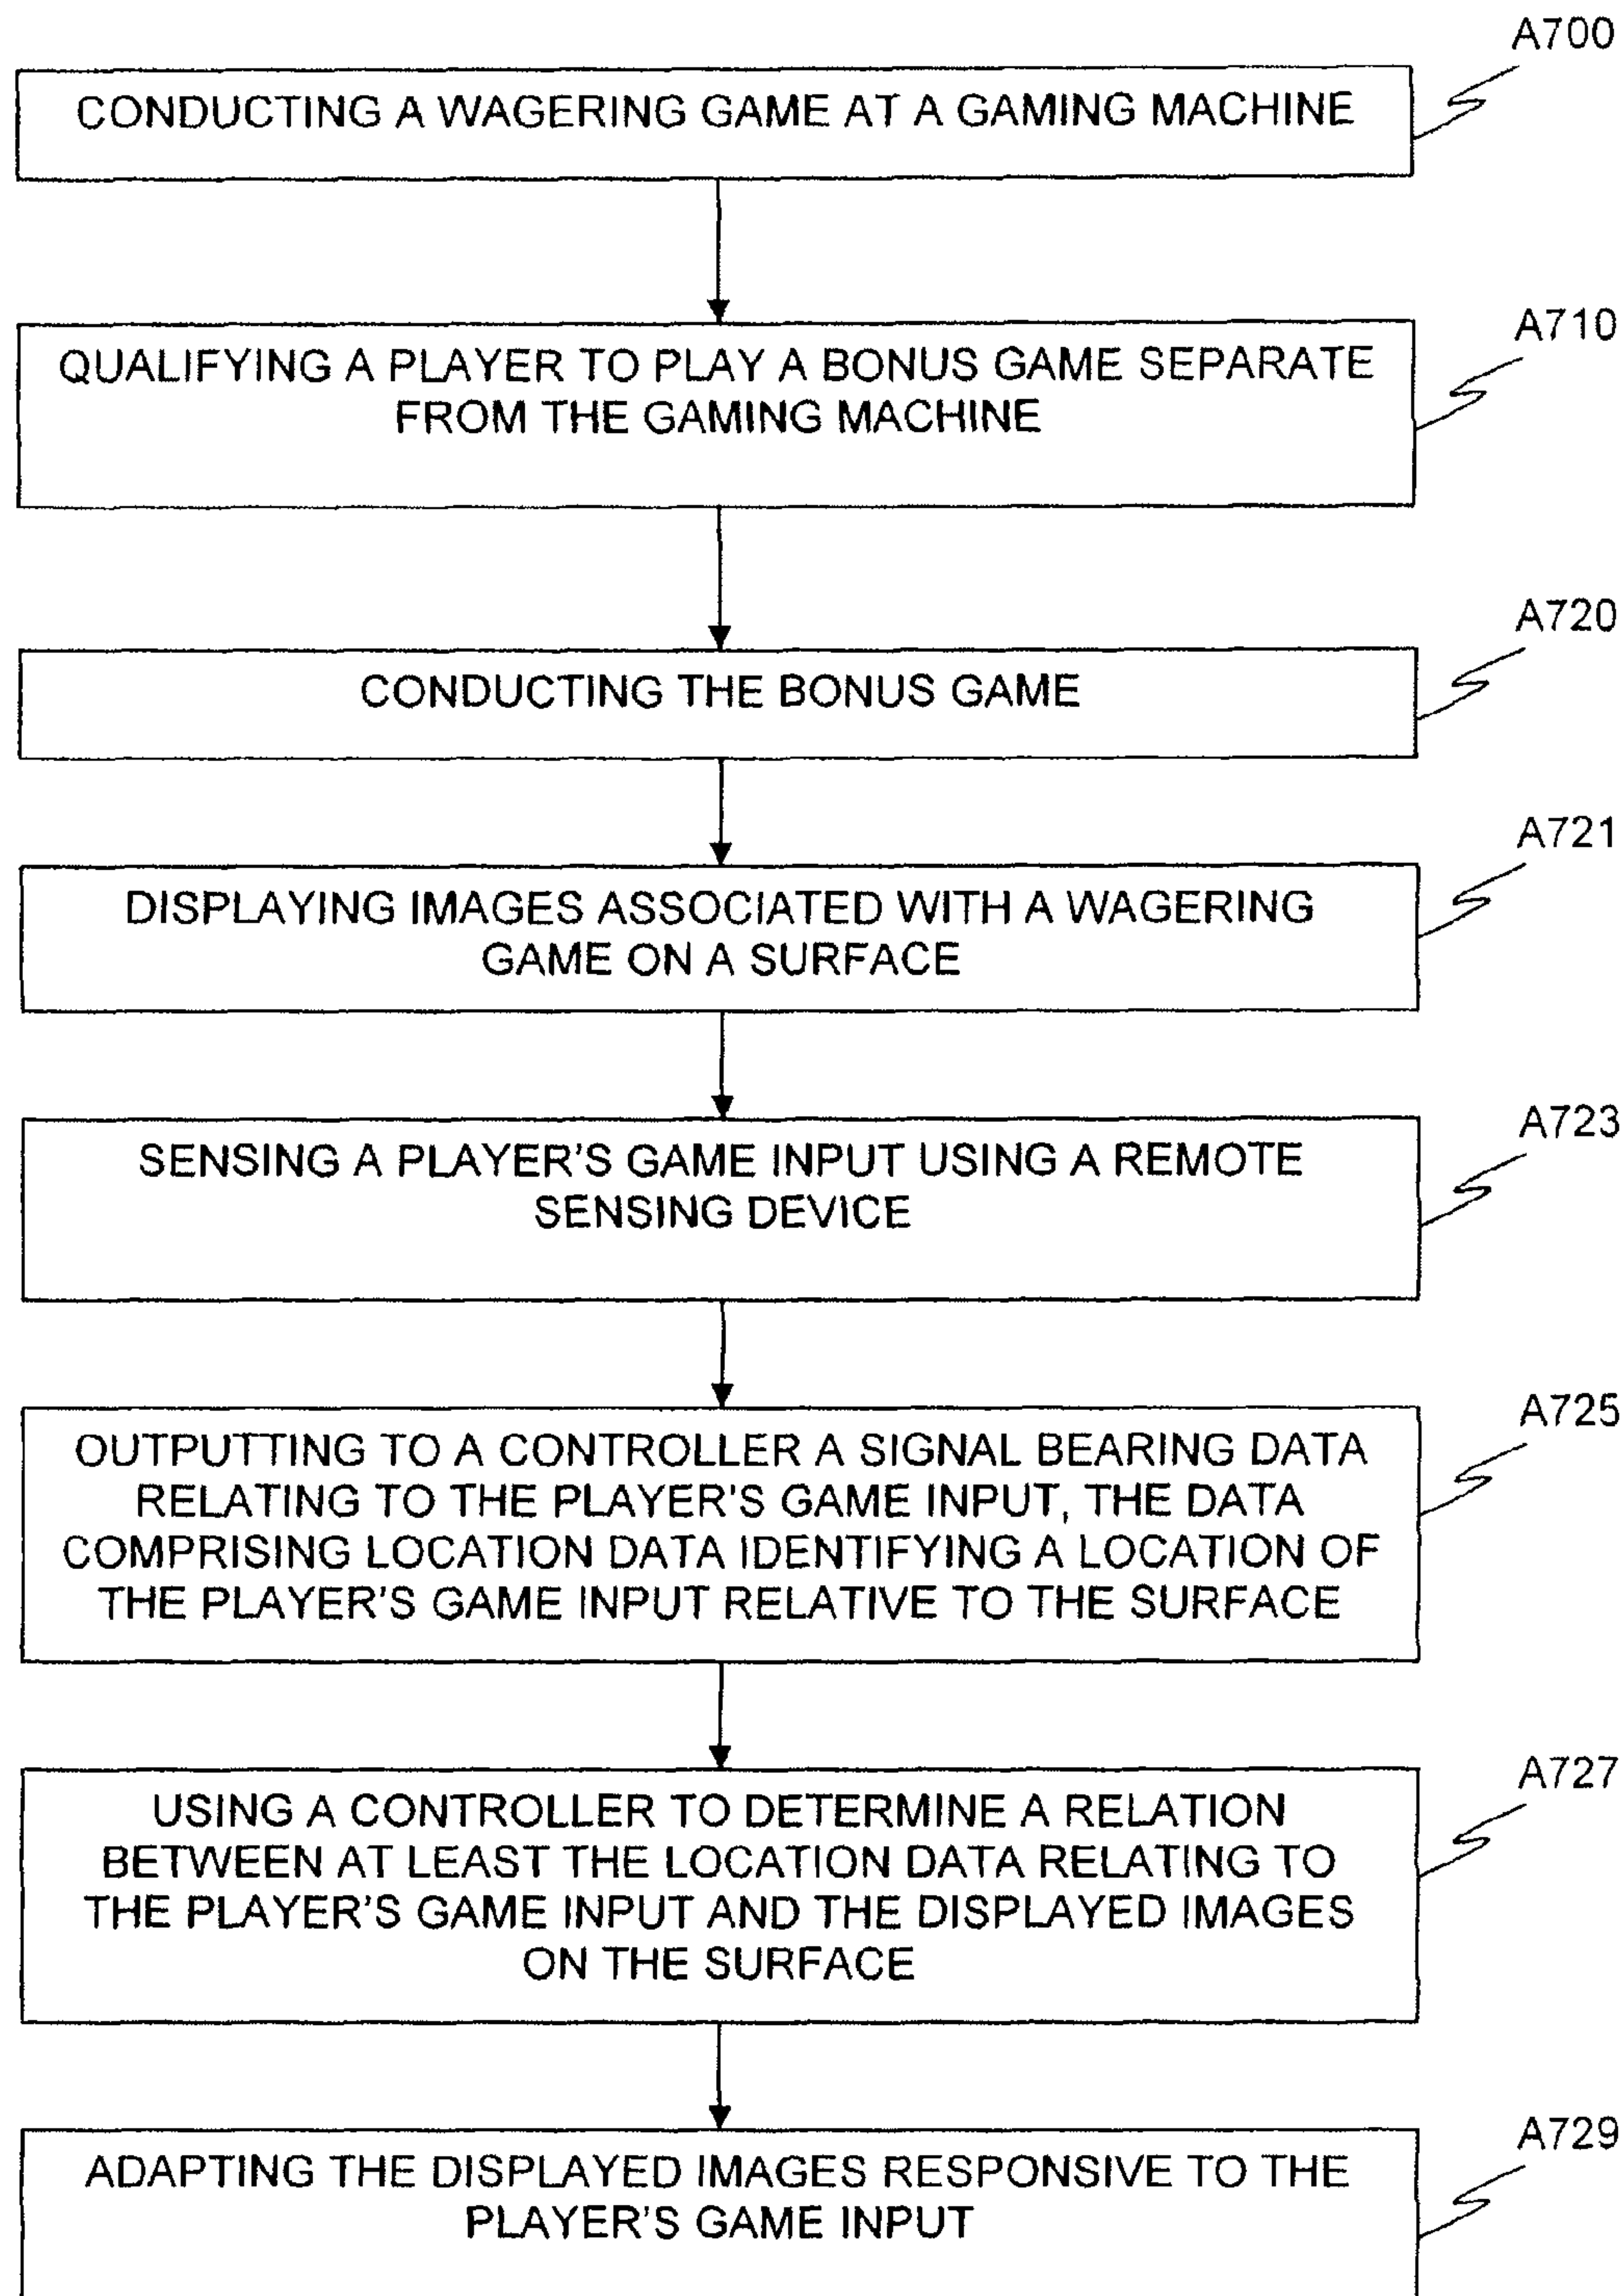 A700
CONDUCTING A WAGERING GAME AT A GAMING MACHINE
A710
QUALIFYING A PLAYER TO PLAY A BONUS GAME SEPARATE
FROM THE GAMING MACHINE
A720
CONDUCTING THE BONUS GAME
A721
DISPLAYING IMAGES ASSOCIATED WITH A WAGERING
GAME ON A SURFACE
A723
SENSING A PLAYER'S GAME INPUT USING A REMOTE
SENSING DEVICE
A725
OUTPUTTING TO A CONTROLLER A SIGNAL BEARING DATA
RELATING TO THE PLAYER'S GAME INPUT, THE DATA
COMPRISING LOCATION DATA IDENTIFYING A LOCATION OF
THE PLAYER'S GAME INPUT RELATIVE TO THE SURFACE
A727
USING A CONTROLLER TO DETERMINE A RELATION
BETWEEN AT LEAST THE LOCATION DATA RELATING TO
THE PLAYER'S GAME INPUT AND THE DISPLAYED IMAGES
ON THE SURFACE
A729
ADAPTING THE DISPLAYED IMAGES RESPONSIVE TO THE
PLAYER'S GAME INPUT